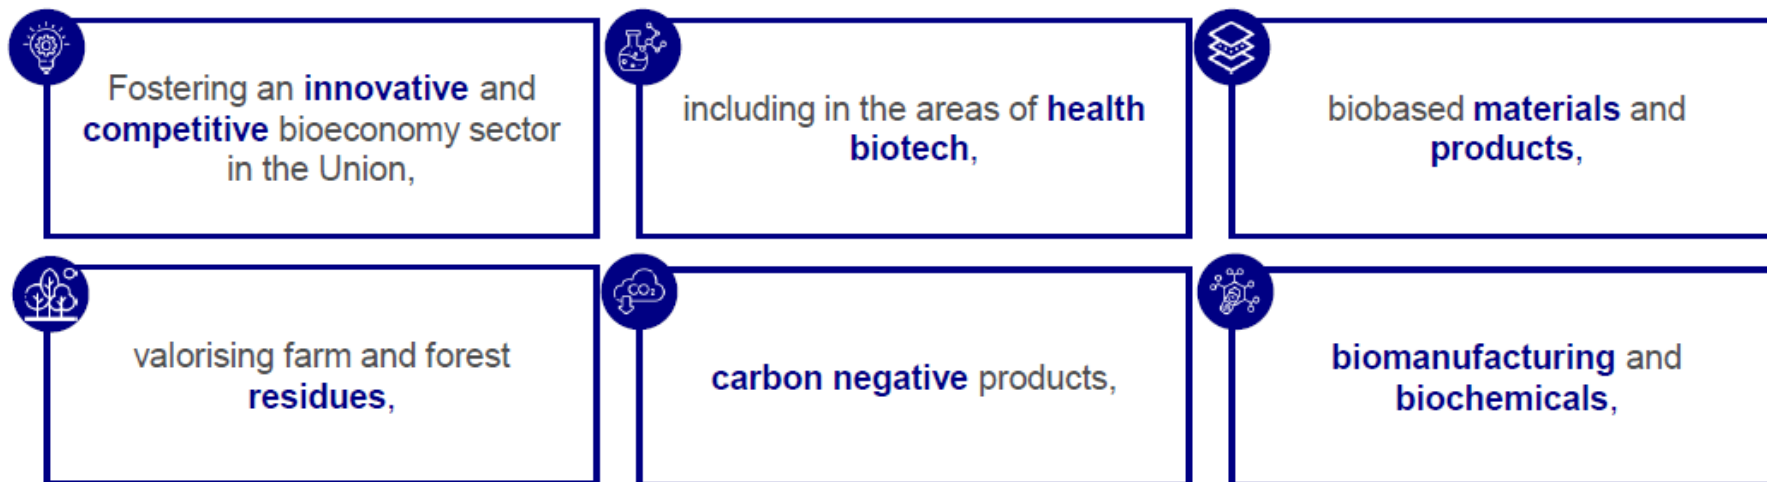 Fostering an innovative and
competitive bioeconomy sector
in the Union,
including in the areas of health
biotech,
biobased materials and
products,
valorising farm and forest
residues,
CO₂
carbon negative products,
biomanufacturing and
biochemicals,